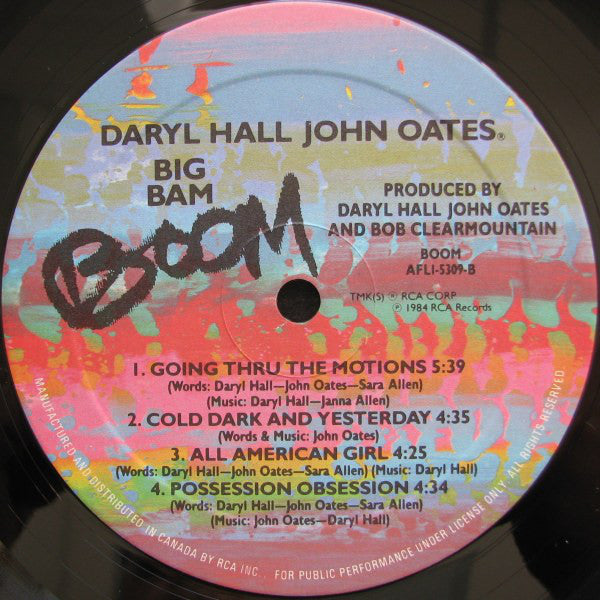 DARYL HALL JOHN OATES®
BIG
BAM
BOOM
PRODUCED BY
DARYL HALL JOHN OATES
AND BOB CLEARMOUNTAIN
BOOM
AFL1-5309-B
TMK(S) ® RCA CORP
℗ 1984 RCA Records
1. GOING THRU THE MOTIONS 5:39
(Words: Daryl Hall—John Oates—Sara Allen)
(Music: Daryl Hall—Janna Allen)
2. COLD DARK AND YESTERDAY 4:35
(Words & Music: John Oates)
3. ALL AMERICAN GIRL 4:25
(Words: Daryl Hall—John Oates—Sara Allen) (Music: Daryl Hall)
4. POSSESSION OBSESSION 4:34
(Words: Daryl Hall—John Oates—Sara Allen)
(Music: John Oates—Daryl Hall)
MANUFACTURED AND DISTRIBUTED IN CANADA BY RCA INC., FOR PUBLIC PERFORMANCE UNDER LICENSE ONLY. ALL RIGHTS RESERVED.